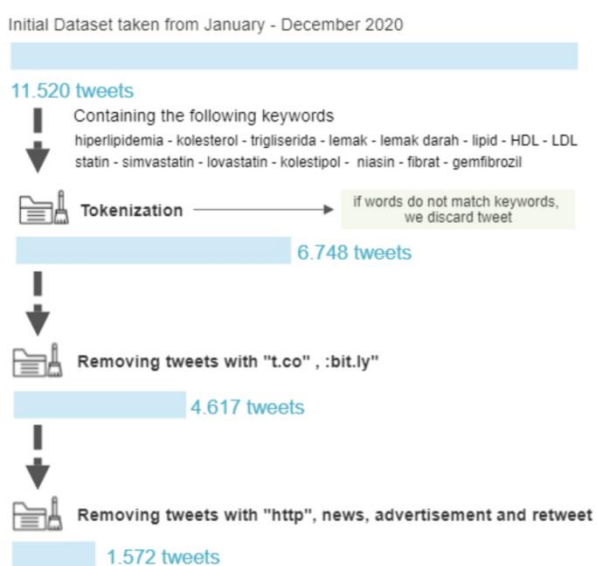 Initial Dataset taken from January - December 2020
11.520 tweets
Containing the following keywords
hiperlipidemia - kolesterol - trigliserida - lemak - lemak darah - lipid - HDL - LDL
statin - simvastatin - lovastatin - kolestipol - niasin - fibrat - gemfibrozil
Tokenization
if words do not match keywords,
we discard tweet
6.748 tweets
Removing tweets with "t.co" , :bit.ly"
4.617 tweets
Removing tweets with "http", news, advertisement and retweet
1.572 tweets